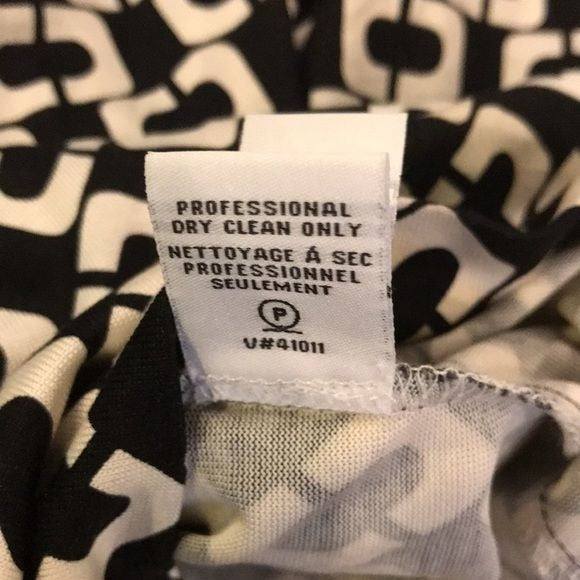 PROFESSIONAL
DRY CLEAN ONLY
NETTOYAGE À SEC
PROFESSIONNEL
SEULEMENT
P
V#41011